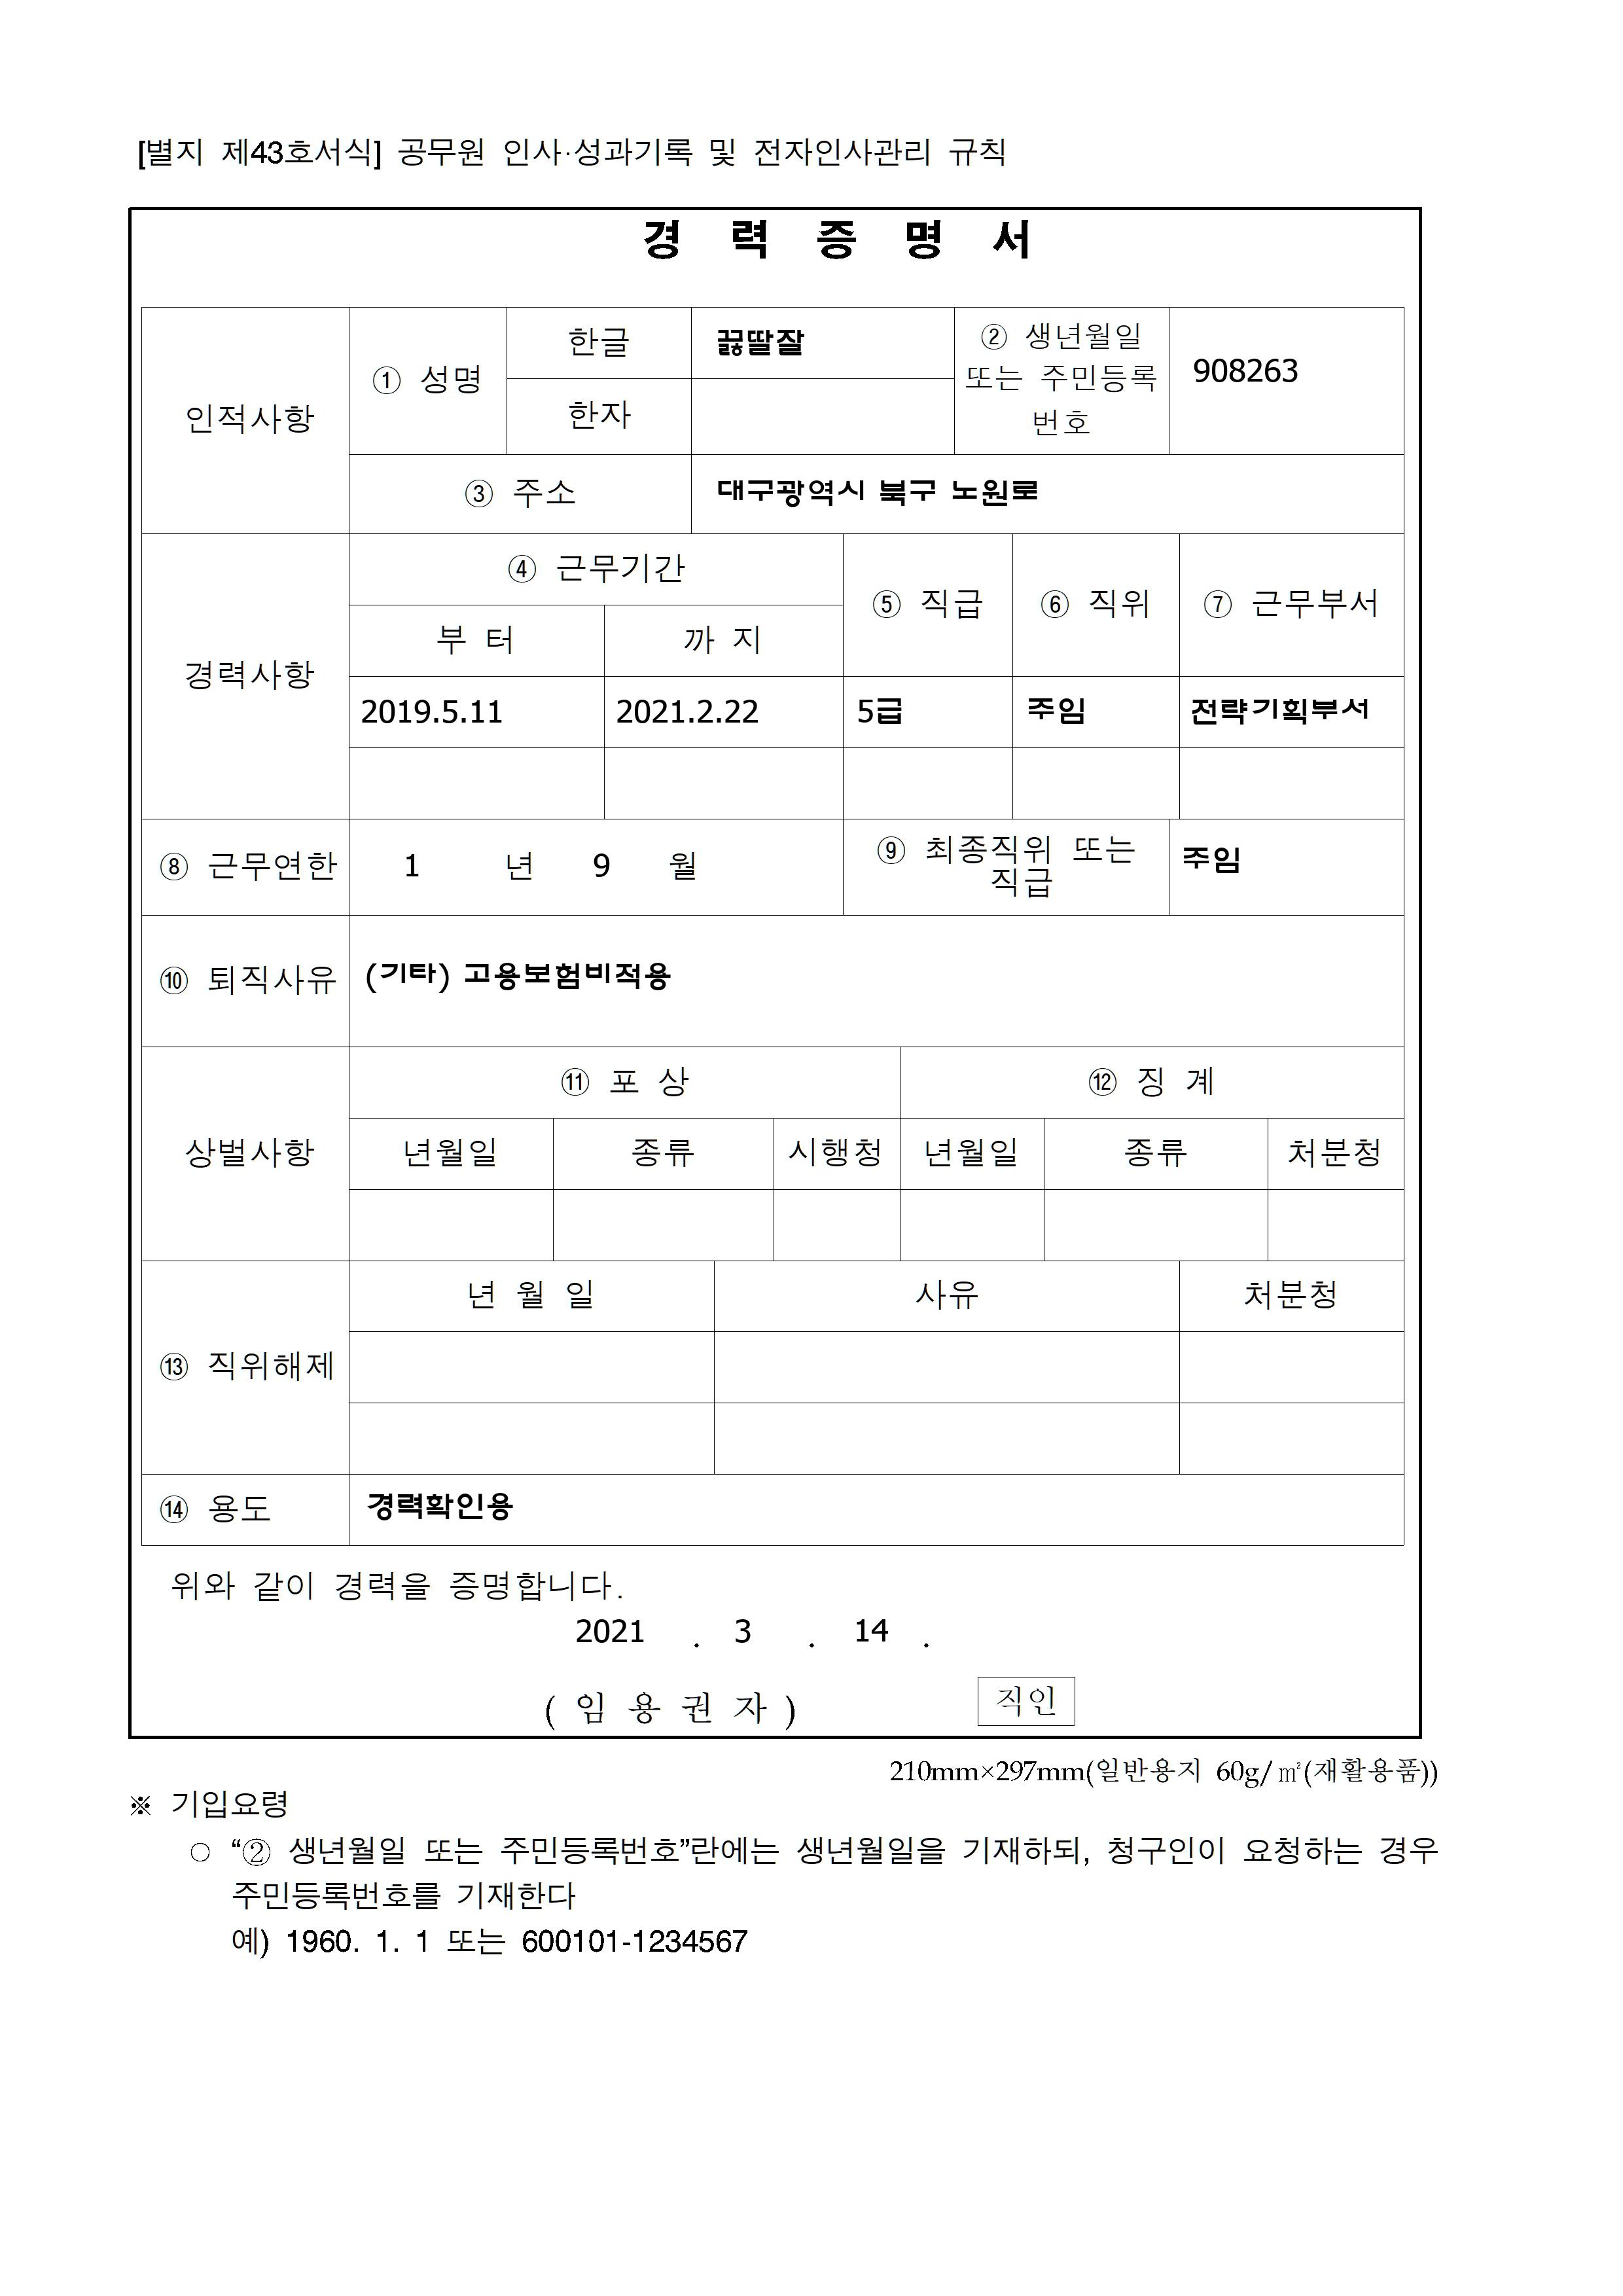 [별지 제43호서식] 공무원 인사·성과기록 및 전자인사관리 규칙
경 력 증 명 서
인적사항
① 성명
한글
끓딸잘
② 생년월일
또는 주민등록
번호
908263
한자
③ 주소
대구광역시 북구 노원로
경력사항
④ 근무기간
⑤ 직급
⑥ 직위
⑦ 근무부서
부 터
까 지
2019.5.11
2021.2.22
5급
주임
전략기획부서
⑧ 근무연한
1 년 9 월
⑨ 최종직위 또는
직급
주임
⑩ 퇴직사유
(기타) 고용보험비적용
상벌사항
⑪ 포 상
⑫ 징 계
년월일
종류
시행청
년월일
종류
처분청
⑬ 직위해제
년 월 일
사유
처분청
⑭ 용도
경력확인용
위와 같이 경력을 증명합니다.
2021 . 3 . 14 .
( 임 용 권 자 )
직인
210mm×297mm(일반용지 60g/㎡(재활용품))
※ 기입요령
○ “② 생년월일 또는 주민등록번호”란에는 생년월일을 기재하되, 청구인이 요청하는 경우
주민등록번호를 기재한다
예) 1960. 1. 1 또는 600101-1234567